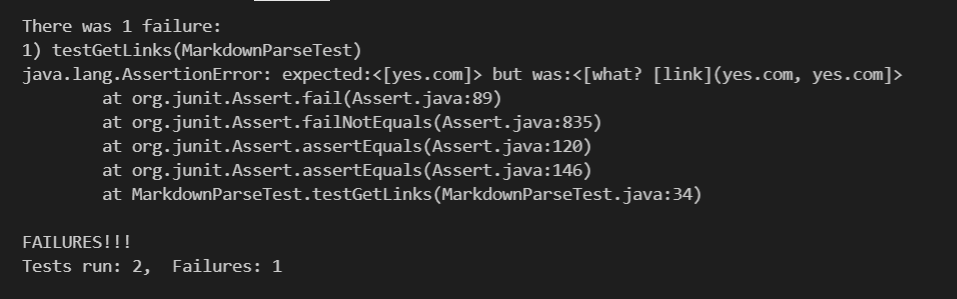 There was 1 failure:
1) testGetLinks(MarkdownParseTest)
java.lang.AssertionError: expected:<[yes.com]> but was:<[what? [link](yes.com, yes.com]>
at org.junit.Assert.fail(Assert.java:89)
at org.junit.Assert.failNotEquals(Assert.java:835)
at org.junit.Assert.assertEquals(Assert.java:120)
at org.junit.Assert.assertEquals(Assert.java:146)
at MarkdownParseTest.testGetLinks(MarkdownParseTest.java:34)
FAILURES!!!
Tests run: 2,  Failures: 1